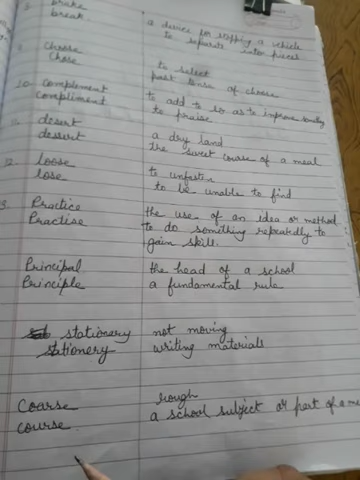 brake
break a device for stopping a vehicle
to separate into pieces
choose to select
chose past tense of choose
complement to add to so as to improve
compliment to praise
desert a dry land
dessert the sweet course of a meal
12. loose to unfasten
lose to be unable to find
Practice the use of an idea or method
Practise to do something repeatedly to
gain skill.
Principal the head of a school
Principle a fundamental rule
stationary not moving
stationery writing materials
Coarse rough
course a school subject or part of a